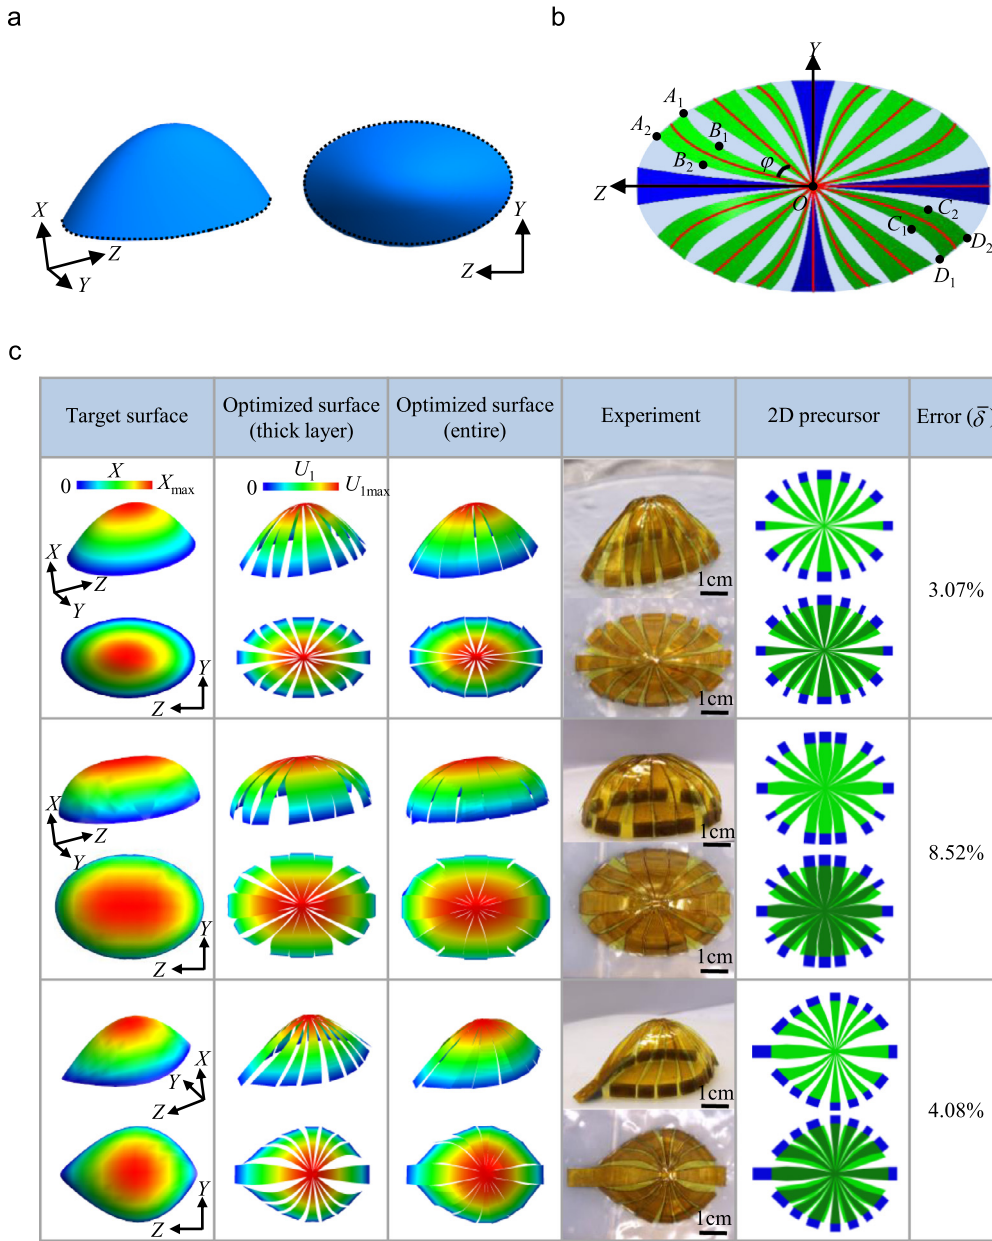 a
X
Z
Y
Y
Z
b
Y
A1
A2
B1
B2
φ
Z
O
C2
C1
D2
D1
c
Target surface
Optimized surface
(thick layer)
Optimized surface
(entire)
Experiment
2D precursor
Error (δ̄)
0 X Xmax
X
Z
Y
Y
Z
0 U1 U1max
1cm
1cm
3.07%
X
Z
Y
Y
Z
1cm
1cm
8.52%
X
Y
Z
Y
Z
1cm
1cm
4.08%